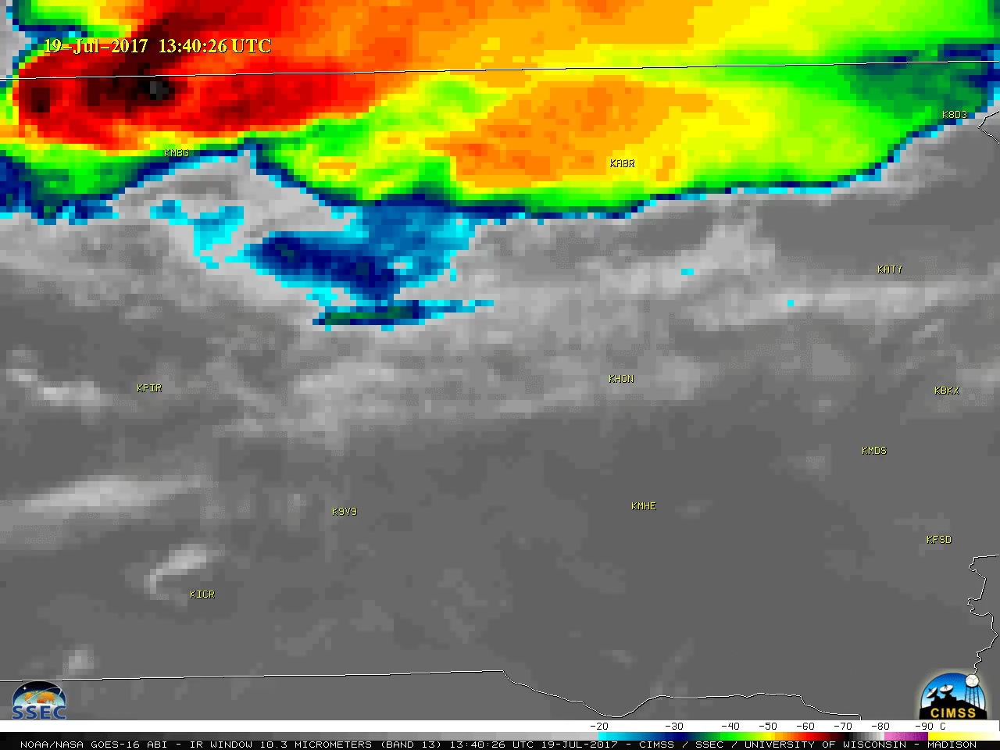 19-Jul-2017 13:40:26 UTC
K8D3
KMBG
KABR
KATY
KHON
KPIR
KBKX
KMDS
KMHE
K9V9
KFSD
KICR
SSEC
CIMSS
-20 -30 -40 -50 -60 -70 -80 -90 C
NOAA/NASA GOES-16 ABI - IR WINDOW 10.3 MICROMETERS (BAND 13) 13:40:26 UTC 19-JUL-2017 - CIMSS / SSEC / UNIVERSITY OF WISCONSIN - MADISON